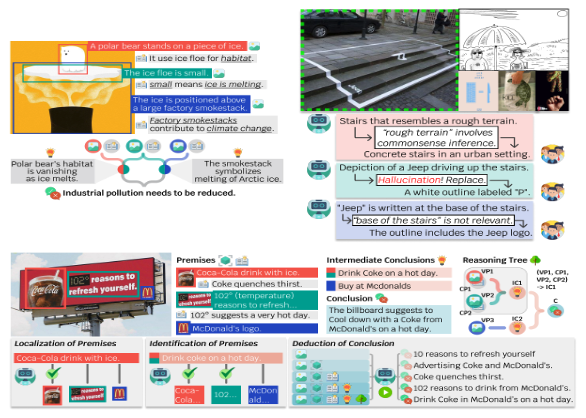 A polar bear stands on a piece of ice.
It use ice floe for habitat.
The ice floe is small.
small means ice is melting.
The ice is positioned above
a large factory smokestack.
Factory smokestacks
contribute to climate change.
Polar bear's habitat
is vanishing
as ice melts.
The smokestack
symbolizes
melting of Arctic ice.
Industrial pollution needs to be reduced.
Stairs that resembles a rough terrain.
"rough terrain" involves
commonsense inference.
Concrete stairs in an urban setting.
Depiction of a Jeep driving up the stairs.
Hallucination! Replace.
A white outline labeled "P".
"Jeep" is written at the base of the stairs.
"base of the stairs" is not relevant.
The outline includes the Jeep logo.
102° reasons to
refresh yourself.
Premises
Coca-Cola drink with ice.
Coke quenches thirst.
102° (temperature)
reasons to refresh...
102° suggests a very hot day.
McDonald's logo.
Intermediate Conclusions
Drink Coke on a hot day.
Buy at Mcdonalds
Conclusion
The billboard suggests to
Cool down with a Coke from
McDonald's on a hot day.
Reasoning Tree
VP1
CP1
VP2
CP2
VP3
IC1
IC2
C
(VP1, CP1,
VP2, CP2)
-> IC1
Localization of Premises
Coca-Cola drink with ice.
Identification of Premises
Drink coke on a hot day.
Coca-
Cola..
102...
McDon
ald...
Deduction of Conclusion
10 reasons to refresh yourself
Advertising Coke and McDonald's.
Coke quenches thirst.
102 reasons to drink from McDonald's.
Drink Coke in McDonald's on a hot day.